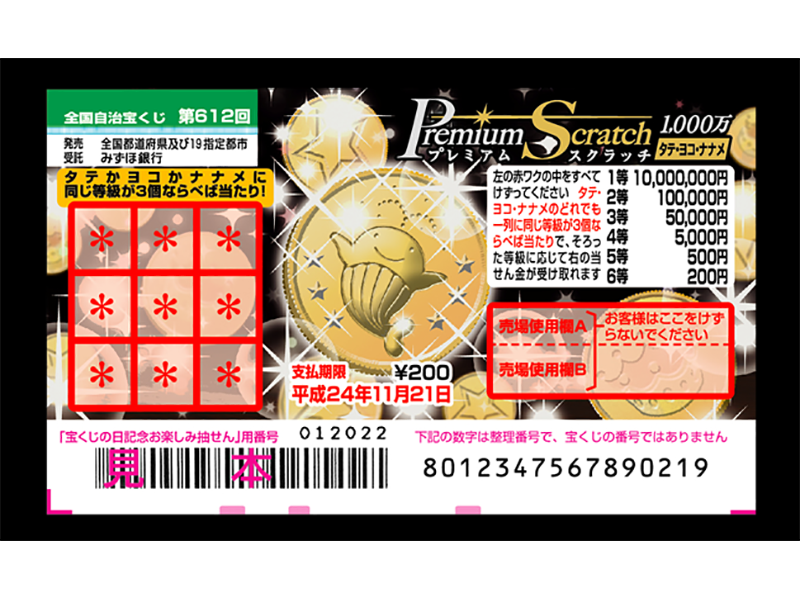 全国自治宝くじ 第612回
発売 全国都道府県及び19指定都市
受託 みずほ銀行
タテかヨコかナナメに
同じ等級が3個ならべば当たり!
* * *
* * *
* * *
Premium Scratch 1,000万
プレミアム スクラッチ タテ・ヨコ・ナナメ
左の赤ワクの中をすべて
けずってください タテ・
ヨコ・ナナメのどれでも
一列に同じ等級が3個な
らべば当たりで、そろっ
た等級に応じて右の当
せん金が受け取れます
1等 10,000,000円
2等 100,000円
3等 50,000円
4等 5,000円
5等 500円
6等 200円
売場使用欄A
売場使用欄B
お客様はここをけず
らないでください
支払期限 ¥200
平成24年11月21日
「宝くじの日記念お楽しみ抽せん」用番号 012022
見本
下記の数字は整理番号で、宝くじの番号ではありません
8012347567890219